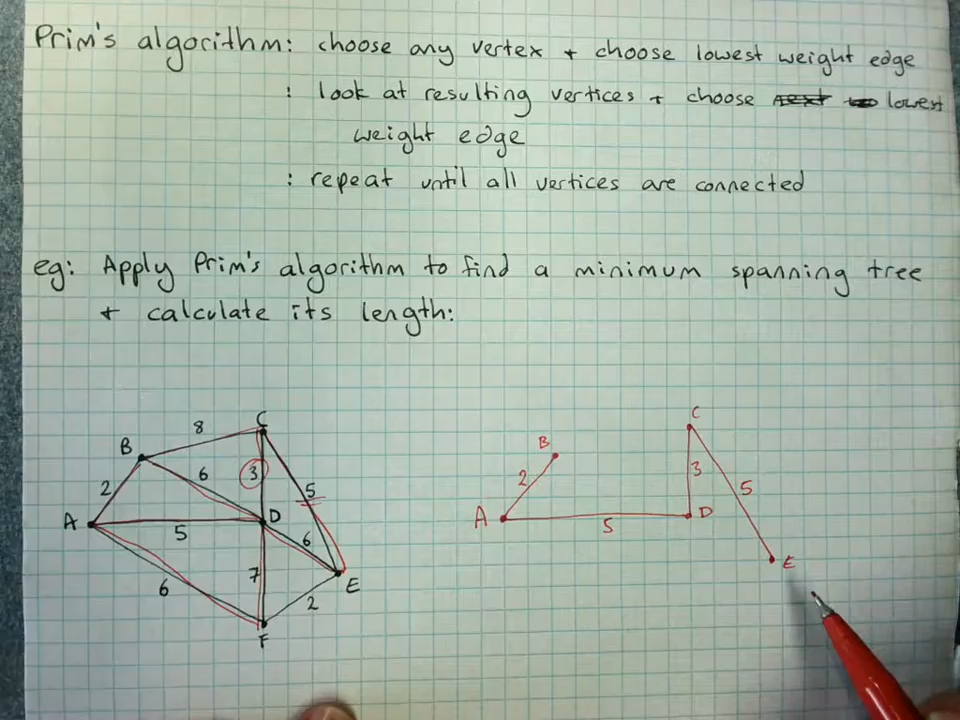 Prim's algorithm: choose any vertex + choose lowest weight edge
: look at resulting vertices + choose lowest
weight edge
: repeat until all vertices are connected
eg: Apply Prim's algorithm to find a minimum spanning tree
+ calculate its length:
C
8
B
6
3
2
5
A
D
5
6
7
6
E
2
F
C
B
3
2
5
A
D
5
E